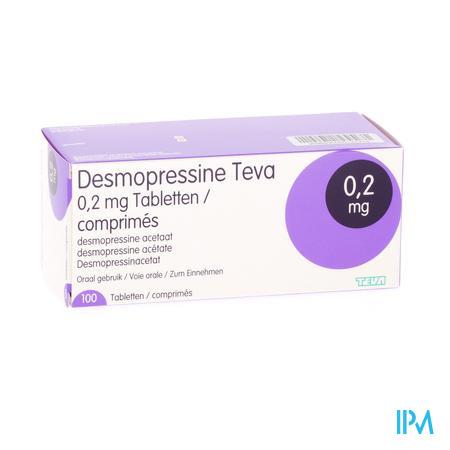 Desmopressine Teva
0,2 mg Tabletten /
comprimés
desmopressine acetaat
desmopressine acétate
Desmopressinacetat
Oraal gebruik / Voie orale / Zum Einnehmen
100 Tabletten / comprimés
0,2
mg
TEVA
IPM